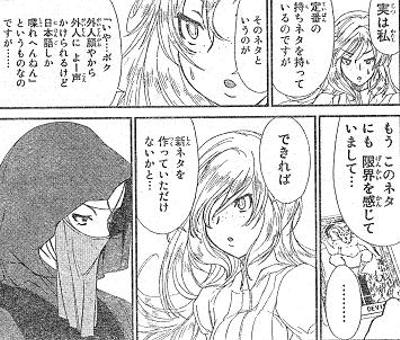 実は私
定番の
持ちネタを持って
いるのですが
そのネタと
いうのが
「いや…ボク
外人顔やから
外人に よー声
かけられるけど
日本語しか
喋れへんねん」
というものなの
ですが…
もう このネタ
にも 限界を感じて
いまして…
………
できれば
新ネタを
作っていただけ
ないかと…